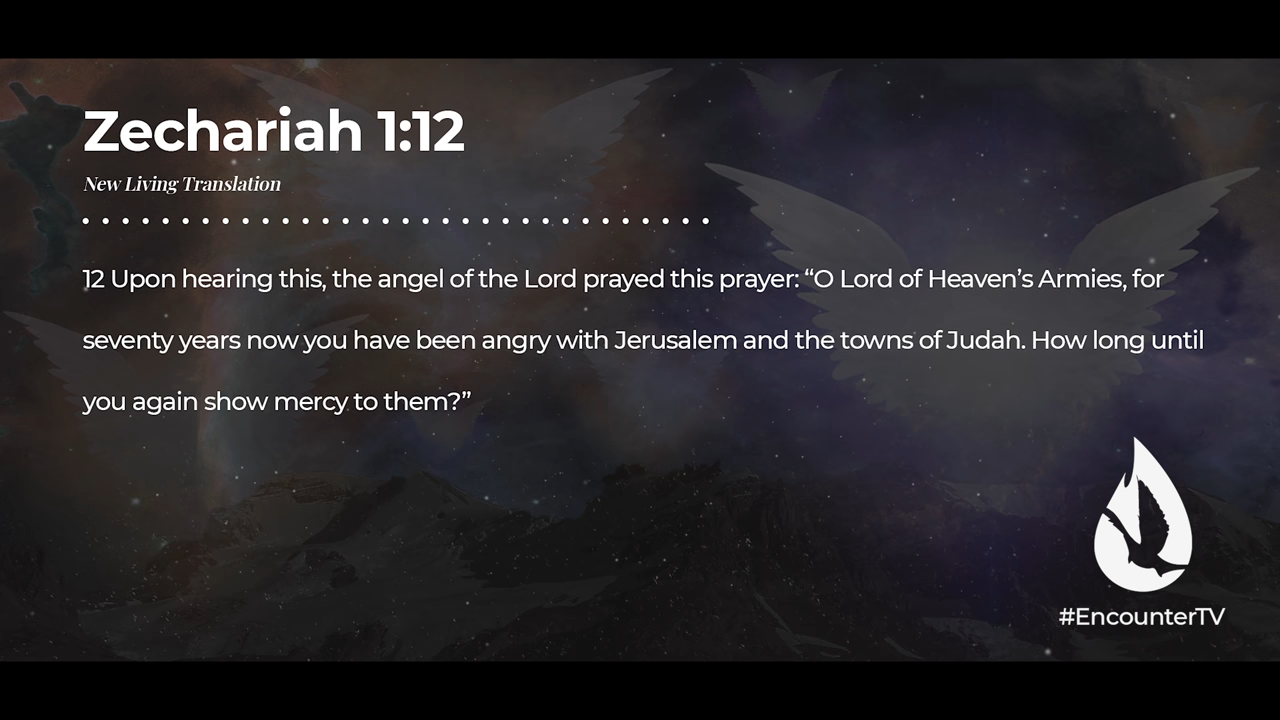 Zechariah 1:12
New Living Translation
12 Upon hearing this, the angel of the Lord prayed this prayer: “O Lord of Heaven’s Armies, for
seventy years now you have been angry with Jerusalem and the towns of Judah. How long until
you again show mercy to them?”
#EncounterTV